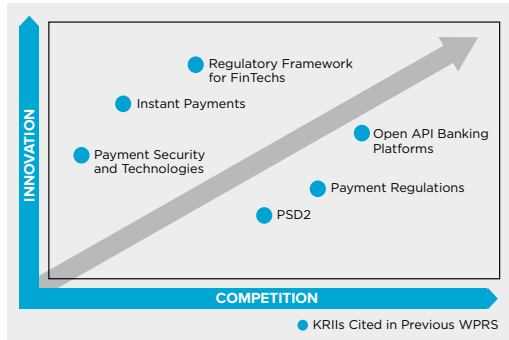 Regulatory Framework
for FinTechs
Instant Payments
Open API Banking
Platforms
Payment Security
and Technologies
Payment Regulations
PSD2
INNOVATION
COMPETITION
KRIIs Cited in Previous WPRS